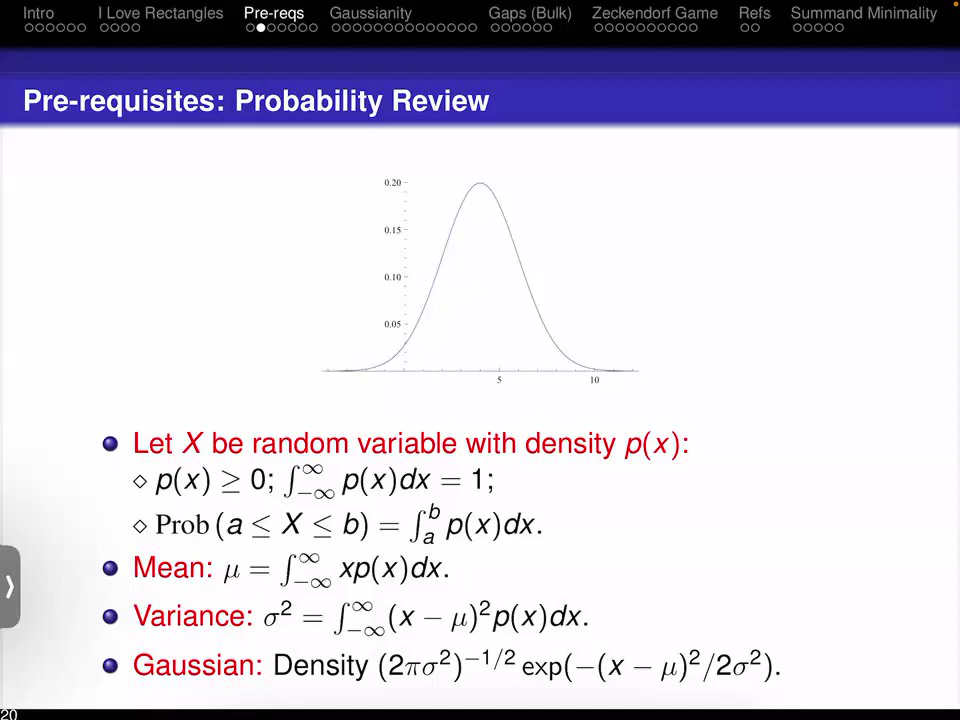 Intro I Love Rectangles Pre-reqs Gaussianity Gaps (Bulk) Zeckendorf Game Refs Summand Minimality
Pre-requisites: Probability Review
0.20
0.15
0.10
0.05
5 10
Let X be random variable with density p(x):
⋄ p(x) ≥ 0; ∫_{−∞}^{∞} p(x)dx = 1;
⋄ Prob (a ≤ X ≤ b) = ∫_a^b p(x)dx.
Mean: μ = ∫_{−∞}^{∞} xp(x)dx.
Variance: σ² = ∫_{−∞}^{∞} (x − μ)²p(x)dx.
Gaussian: Density (2πσ²)^{−1/2} exp(−(x − μ)²/2σ²).
20